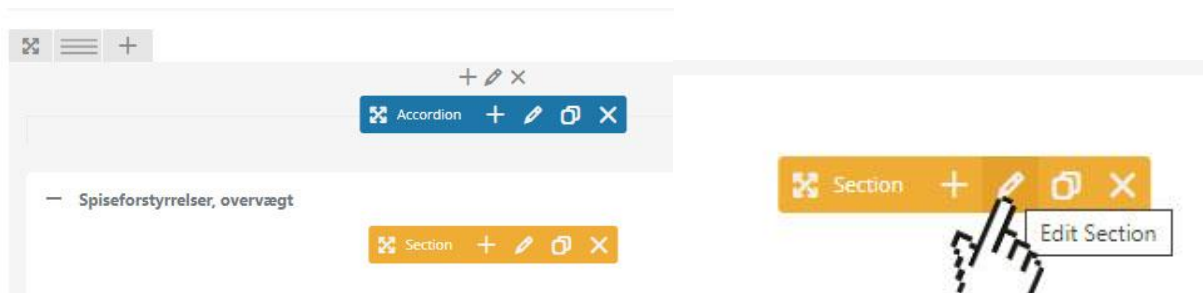 Accordion
Spiseforstyrrelser, overvægt
Section
Section
Edit Section